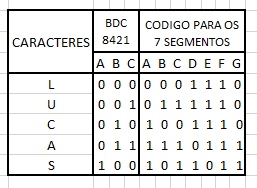 CARACTERES BDC 8421 CODIGO PARA OS 7 SEGMENTOS
A B C A B C D E F G
L 0 0 0 0 0 0 1 1 1 0
U 0 0 1 0 1 1 1 1 1 0
C 0 1 0 1 0 0 1 1 1 0
A 0 1 1 1 1 1 0 1 1 1
S 1 0 0 1 0 1 1 0 1 1